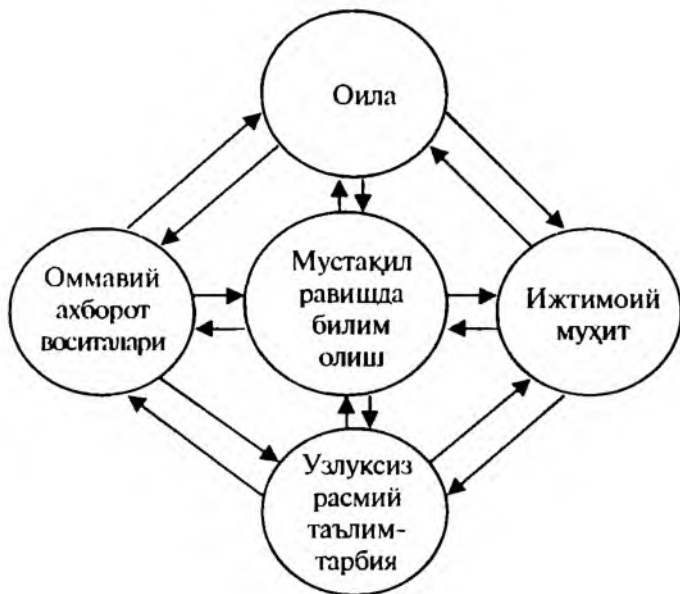 Оила
Оммавий
ахборот
воситалари
Мустақил
равишда
билим
олиш
Ижтимоий
муҳит
Узлуксиз
расмий
таълим-
тарбия